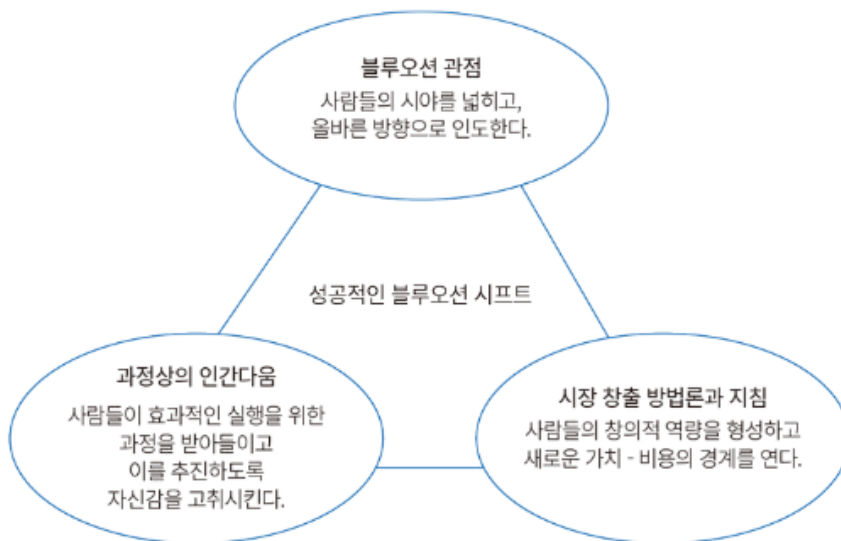 블루오션 관점
사람들의 시야를 넓히고,
올바른 방향으로 인도한다.
성공적인 블루오션 시프트
과정상의 인간다움
사람들이 효과적인 실행을 위한
과정을 받아들이고
이를 추진하도록
자신감을 고취시킨다.
시장 창출 방법론과 지침
사람들의 창의적 역량을 형성하고
새로운 가치 - 비용의 경계를 연다.